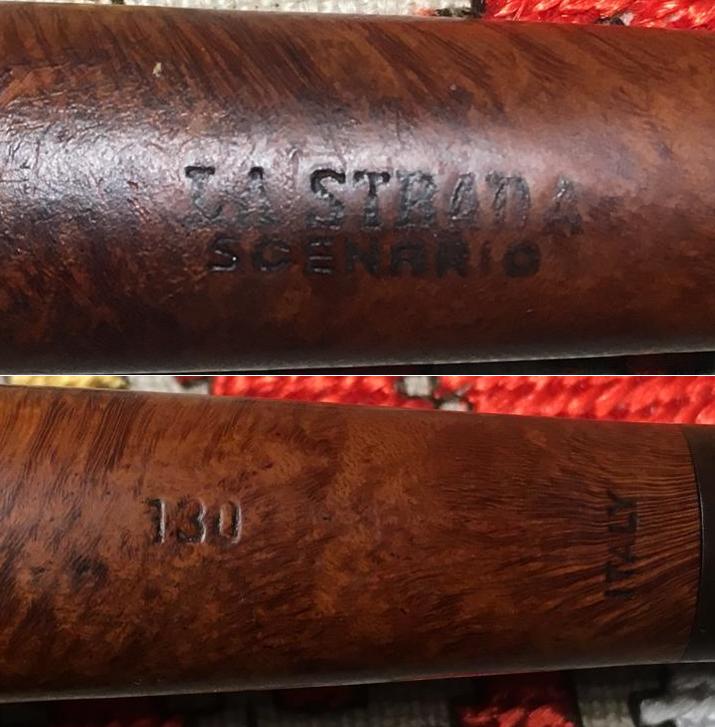 LA STRADA
SCENARIO
130
ITALY